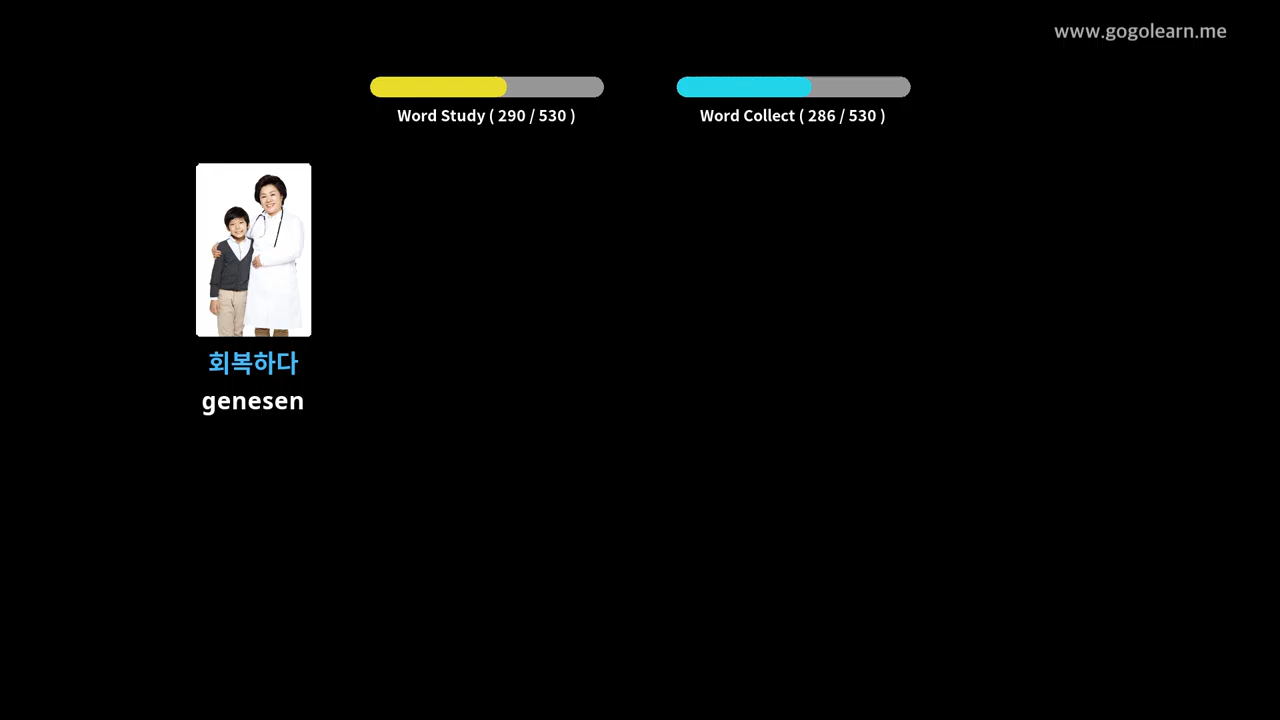 www.gogolearn.me
Word Study ( 290 / 530 )
Word Collect ( 286 / 530 )
회복하다
genesen